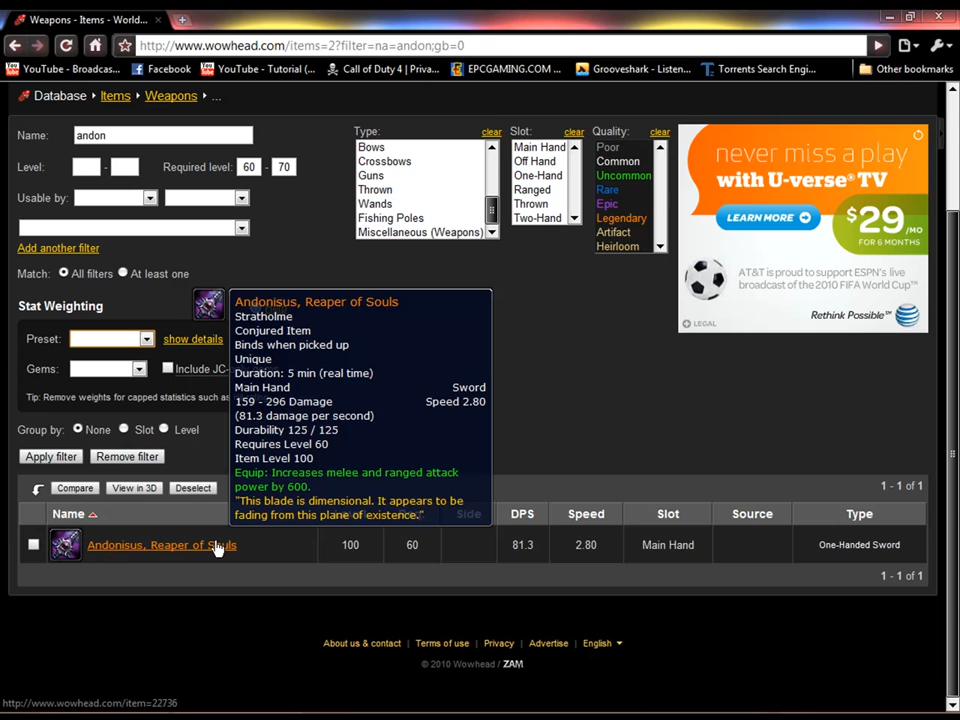 Weapons - Items - World...
http://www.wowhead.com/items=2?filter=na=andon;gb=0
YouTube - Broadcas...
Facebook
YouTube - Tutorial (...
Call of Duty 4 | Priva...
EPCGAMING.COM ...
Grooveshark - Listen...
Torrents Search Engi...
Other bookmarks
Database
Items
Weapons
...
Name:
andon
Level:
-
Required level:
60
-
70
Usable by:
Add another filter
Match:
All filters
At least one
Type:
clear
Bows
Crossbows
Guns
Thrown
Wands
Fishing Poles
Miscellaneous (Weapons)
Slot:
clear
Main Hand
Off Hand
One-Hand
Ranged
Thrown
Two-Hand
Quality:
clear
Poor
Common
Uncommon
Rare
Epic
Legendary
Artifact
Heirloom
never miss a play
with U-verse® TV
LEARN MORE
$29
/MO
FOR 6 MONTHS
AT&T is proud to support ESPN's live
broadcast of the 2010 FIFA World Cup™
LEGAL
Rethink Possible™
Stat Weighting
Preset:
show details
Gems:
Include JC-
Tip: Remove weights for capped statistics such as
Group by:
None
Slot
Level
Apply filter
Remove filter
Andonisus, Reaper of Souls
Stratholme
Conjured Item
Binds when picked up
Unique
Duration: 5 min (real time)
Main Hand
Sword
159 - 296 Damage
Speed 2.80
(81.3 damage per second)
Durability 125 / 125
Requires Level 60
Item Level 100
Equip: Increases melee and ranged attack
power by 600.
"This blade is dimensional. It appears to be
fading from this plane of existence."
Compare
View in 3D
Deselect
1 - 1 of 1
Name
Side
DPS
Speed
Slot
Source
Type
Andonisus, Reaper of Souls
100
60
81.3
2.80
Main Hand
One-Handed Sword
1 - 1 of 1
About us & contact
Terms of use
Privacy
Advertise
English
© 2010 Wowhead / ZAM
http://www.wowhead.com/item=22736